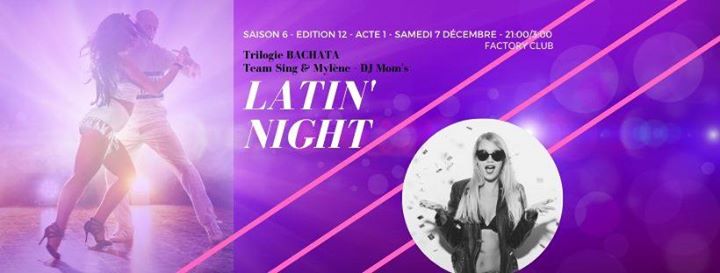 SAISON 6 - EDITION 12 - ACTE 1 • SAMEDI 7 DÉCEMBRE - 21:00/3:00
FACTORY CLUB
Trilogie BACHATA
Team Sing & Mylène - DJ Mom's
LATIN'
NIGHT